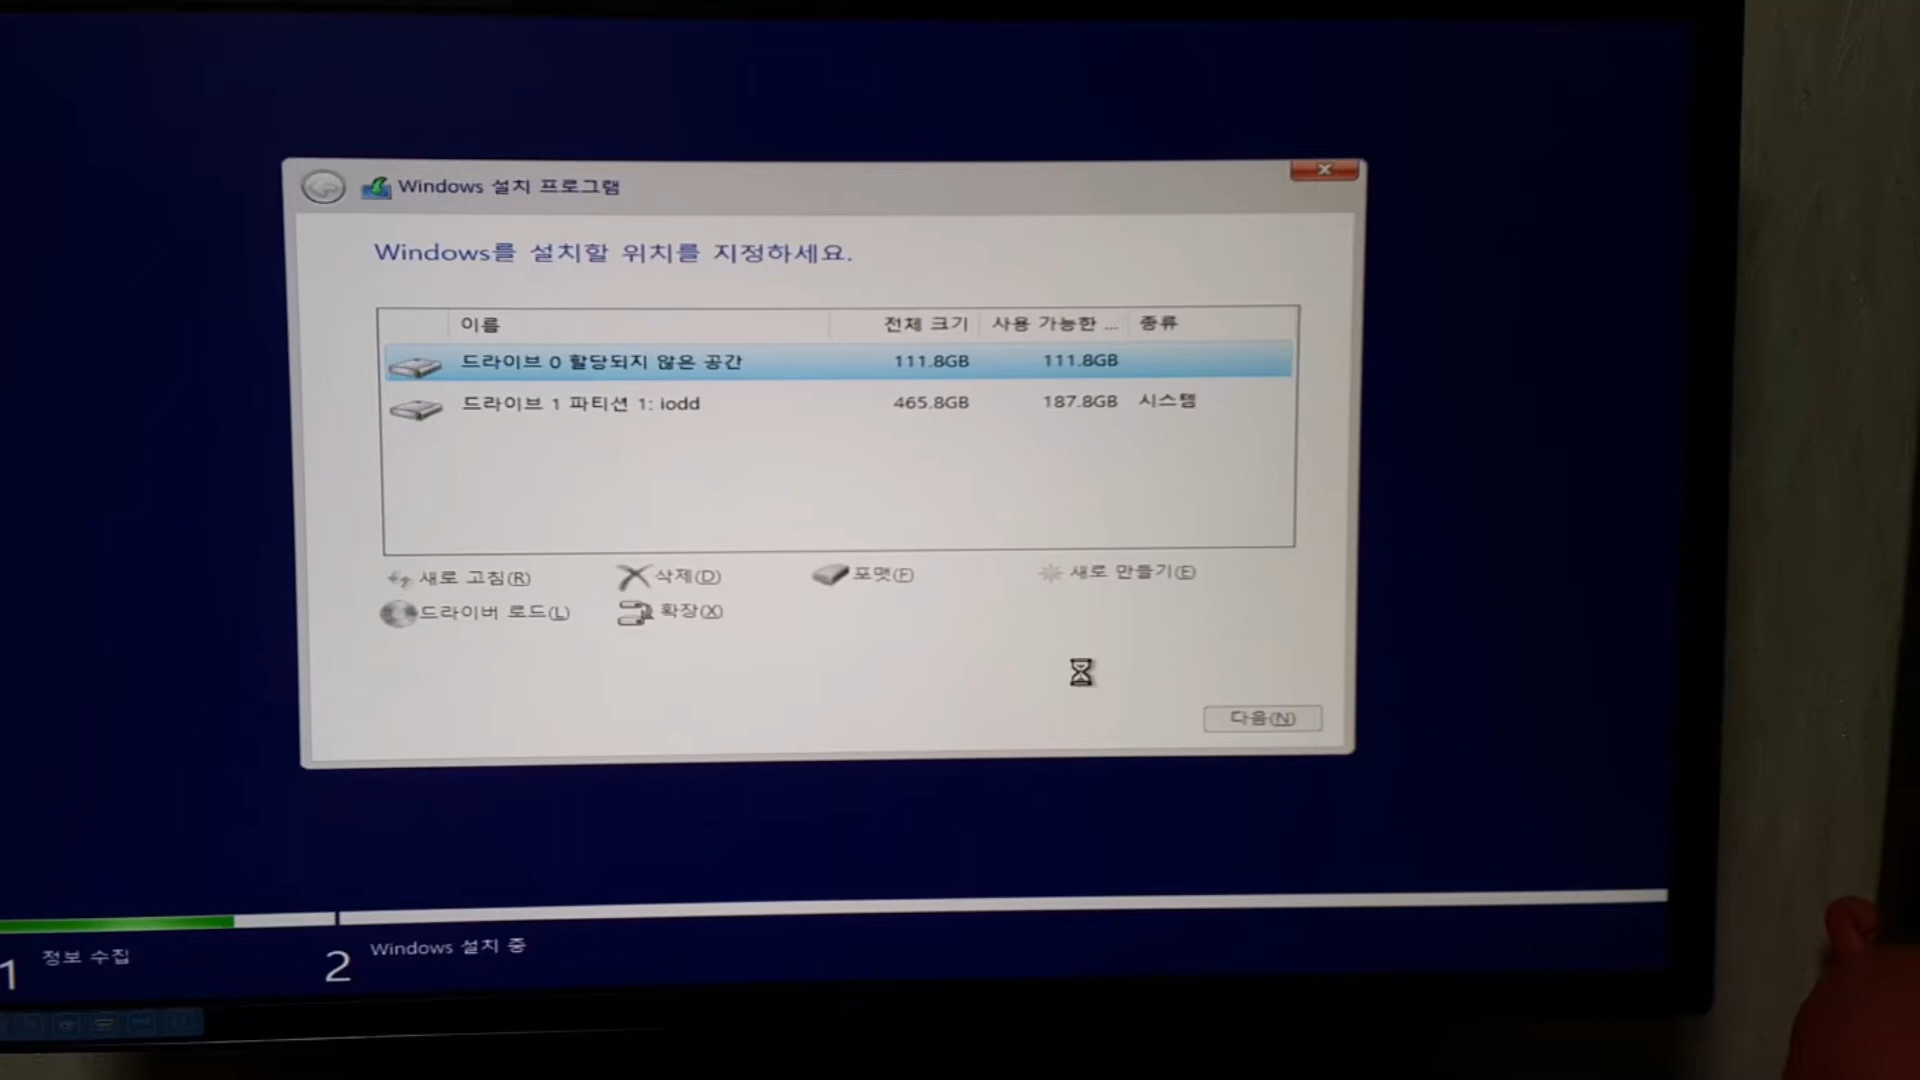 Windows 설치 프로그램
Windows를 설치할 위치를 지정하세요.
이름 전체 크기 사용 가능한 ... 종류
드라이브 0 할당되지 않은 공간 111.8GB 111.8GB
드라이브 1 파티션 1: iodd 465.8GB 187.8GB 시스템
새로 고침(R) 삭제(D) 포맷(F) 새로 만들기(E)
드라이버 로드(L) 확장(X)
다음(N)
1 정보 수집 2 Windows 설치 중